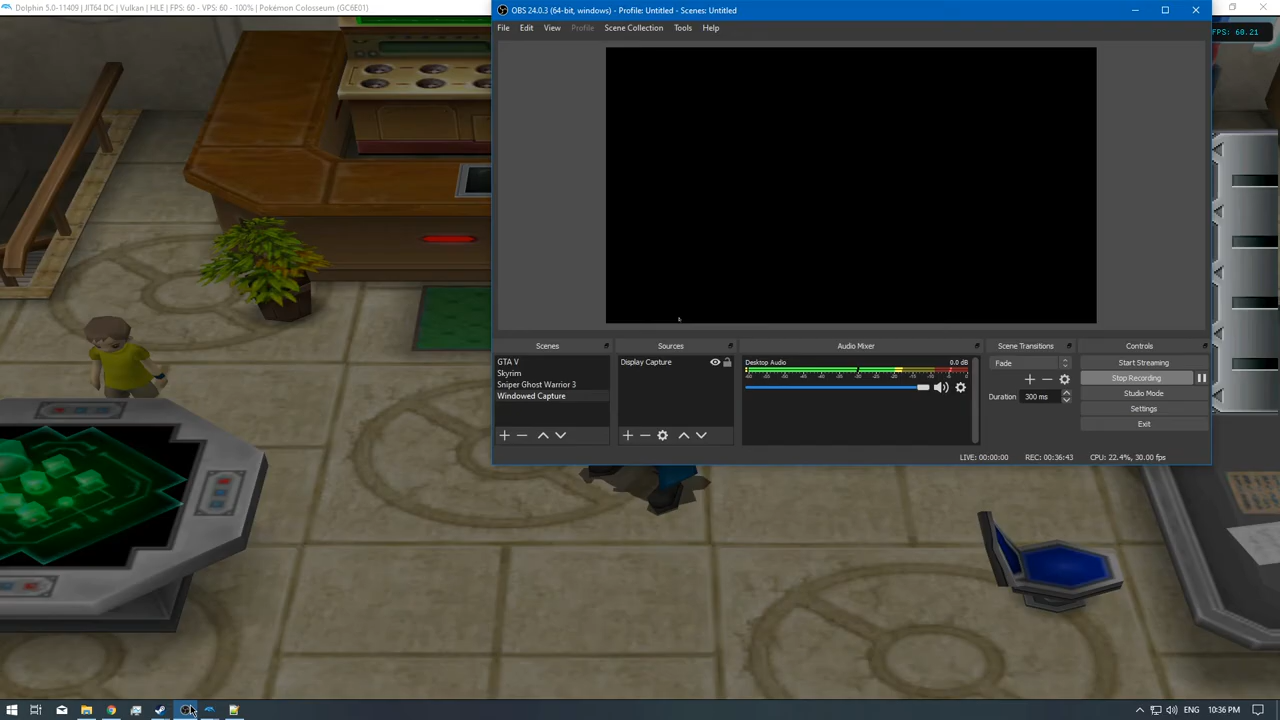 Dolphin 5.0-11409 | JIT64 DC | Vulkan | HLE | FPS: 60 - VPS: 60 - 100% | Pokémon Colosseum (GC6E01)
OBS 24.0.3 (64-bit, windows) - Profile: Untitled - Scenes: Untitled
File Edit View Profile Scene Collection Tools Help
FPS: 60.21
Scenes
Sources
Audio Mixer
Scene Transitions
Controls
GTA V
Skyrim
Sniper Ghost Warrior 3
Windowed Capture
Display Capture
Desktop Audio 0.0 dB
Fade
Duration 300 ms
Start Streaming
Stop Recording
Studio Mode
Settings
Exit
LIVE: 00:00:00 REC: 00:36:43 CPU: 22.4%, 30.00 fps
ENG 10:36 PM